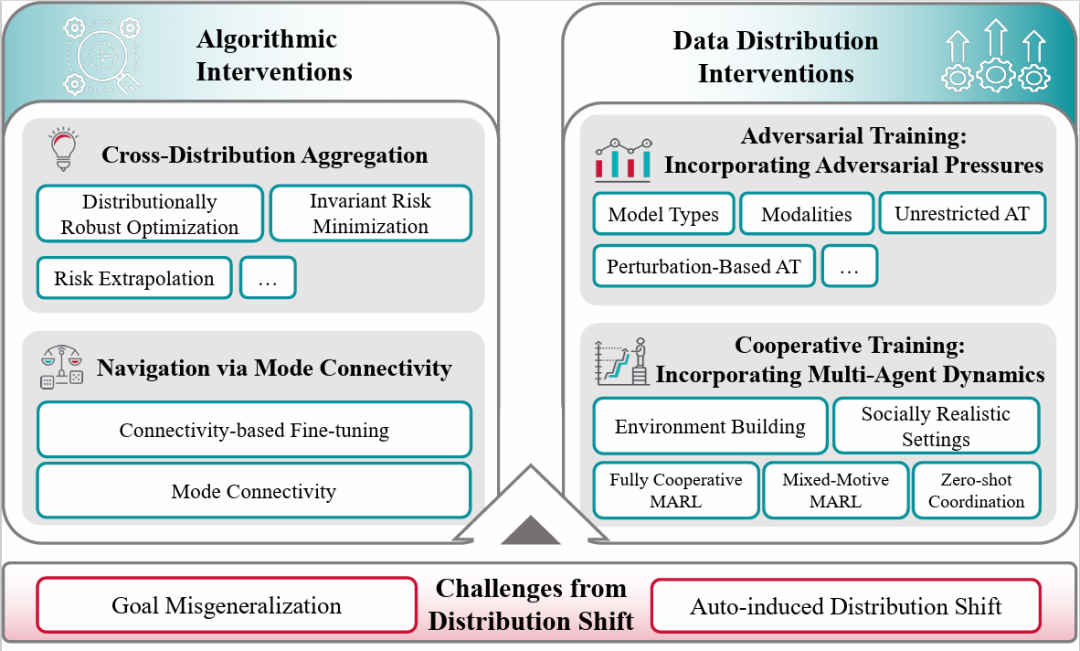 Algorithmic
Interventions
Cross-Distribution Aggregation
Distributionally
Robust Optimization
Invariant Risk
Minimization
Risk Extrapolation
...
Navigation via Mode Connectivity
Connectivity-based Fine-tuning
Mode Connectivity
Data Distribution
Interventions
Adversarial Training:
Incorporating Adversarial Pressures
Model Types
Modalities
Unrestricted AT
Perturbation-Based AT
...
Cooperative Training:
Incorporating Multi-Agent Dynamics
Environment Building
Socially Realistic
Settings
Fully Cooperative
MARL
Mixed-Motive
MARL
Zero-shot
Coordination
Goal Misgeneralization
Challenges from
Distribution Shift
Auto-induced Distribution Shift